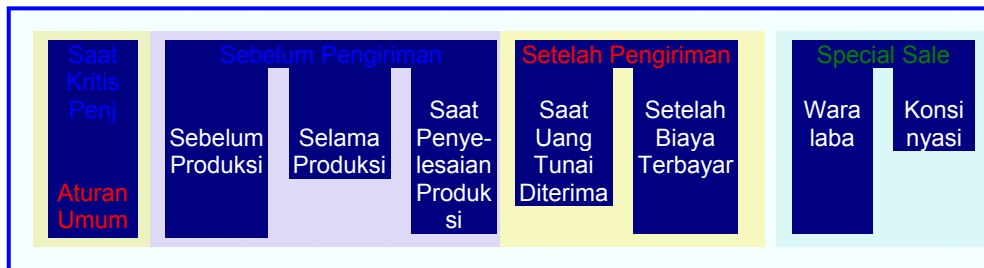 Saat
Kritis
Penj
Aturan
Umum
Sebelum Pengiriman
Sebelum
Produksi
Selama
Produksi
Saat
Penye-
lesaian
Produk
si
Setelah Pengiriman
Saat
Uang
Tunai
Diterima
Setelah
Biaya
Terbayar
Special Sale
Wara
laba
Konsi
nyasi